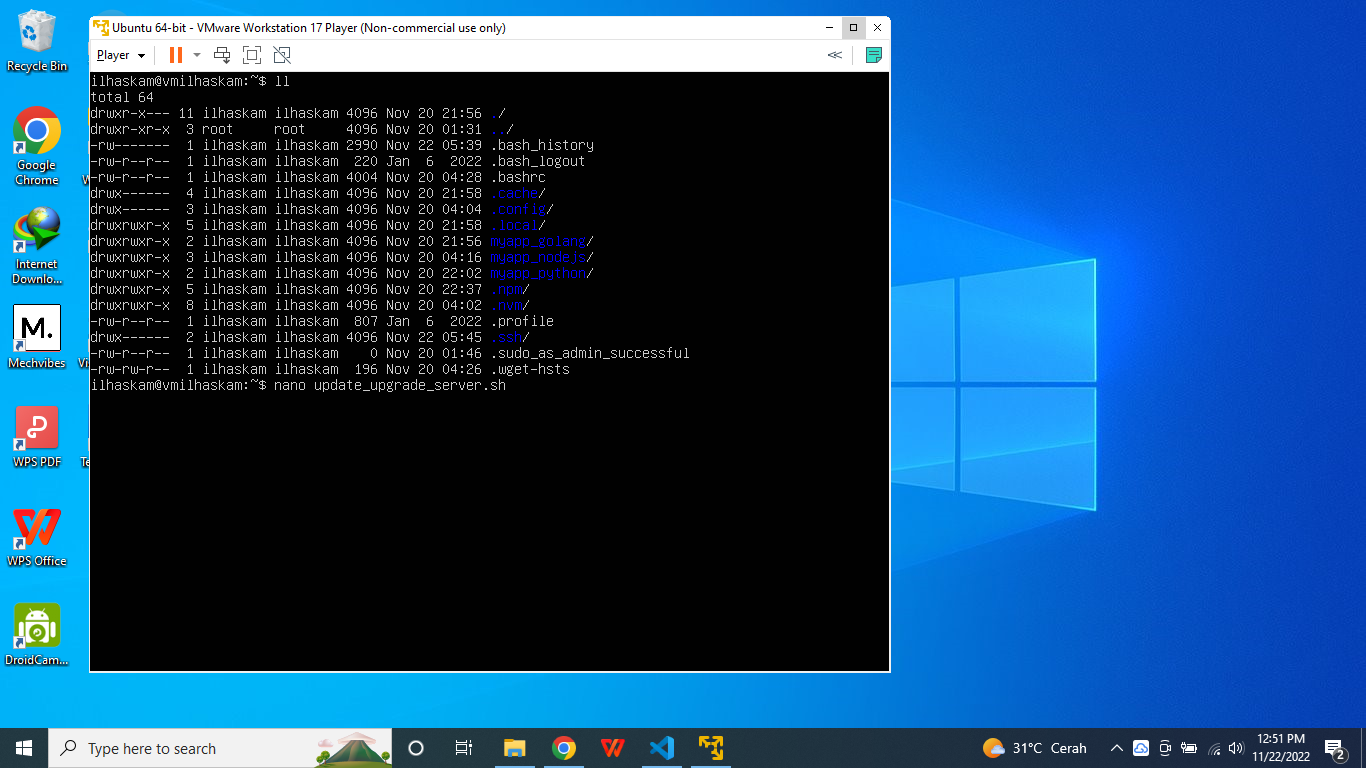 Recycle Bin
Google
Chrome
Internet
Downlo...
M.
Mechvibes
WPS PDF
WPS Office
DroidCam...
Ubuntu 64-bit - VMware Workstation 17 Player (Non-commercial use only)
Player
ilhaskam@vmilhaskam:~$ ll
total 64
drwxr-x--- 11 ilhaskam ilhaskam 4096 Nov 20 21:56 ./
drwxr-xr-x  3 root     root     4096 Nov 20 01:31 ../
-rw-------  1 ilhaskam ilhaskam 2990 Nov 22 05:39 .bash_history
-rw-r--r--  1 ilhaskam ilhaskam  220 Jan  6  2022 .bash_logout
-rw-r--r--  1 ilhaskam ilhaskam 4004 Nov 20 04:28 .bashrc
drwx------  4 ilhaskam ilhaskam 4096 Nov 20 21:58 .cache/
drwx------  3 ilhaskam ilhaskam 4096 Nov 20 04:04 .config/
drwxrwxr-x  5 ilhaskam ilhaskam 4096 Nov 20 21:58 .local/
drwxrwxr-x  2 ilhaskam ilhaskam 4096 Nov 20 21:56 myapp_golang/
drwxrwxr-x  3 ilhaskam ilhaskam 4096 Nov 20 04:16 myapp_nodejs/
drwxrwxr-x  2 ilhaskam ilhaskam 4096 Nov 20 22:02 myapp_python/
drwxrwxr-x  5 ilhaskam ilhaskam 4096 Nov 20 22:37 .npm/
drwxrwxr-x  8 ilhaskam ilhaskam 4096 Nov 20 04:02 .nvm/
-rw-r--r--  1 ilhaskam ilhaskam  807 Jan  6  2022 .profile
drwx------  2 ilhaskam ilhaskam 4096 Nov 22 05:45 .ssh/
-rw-r--r--  1 ilhaskam ilhaskam    0 Nov 20 01:46 .sudo_as_admin_successful
-rw-rw-r--  1 ilhaskam ilhaskam  196 Nov 20 04:26 .wget-hsts
ilhaskam@vmilhaskam:~$ nano update_upgrade_server.sh
Type here to search
31°C Cerah
12:51 PM
11/22/2022
2